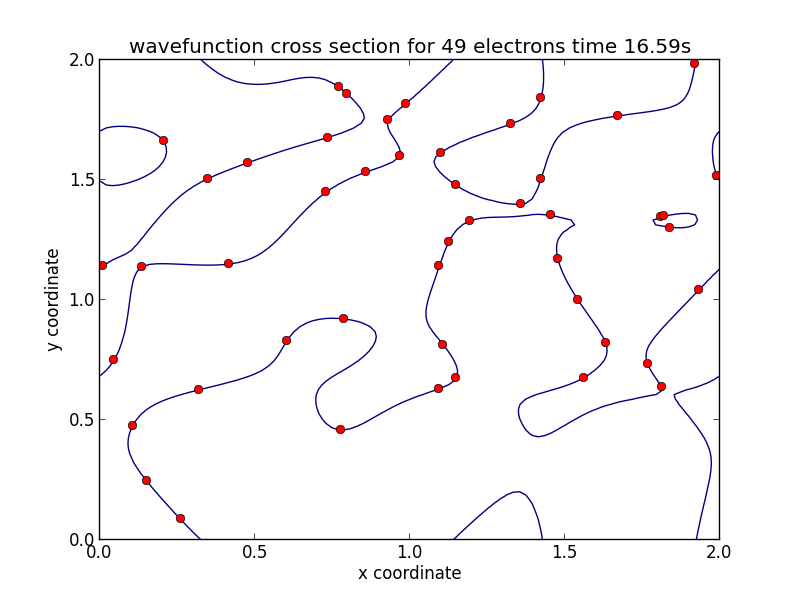 wavefunction cross section for 49 electrons time 16.59s
2.0
1.5
1.0
0.5
0.0
y coordinate
0.0 0.5 1.0 1.5 2.0
x coordinate